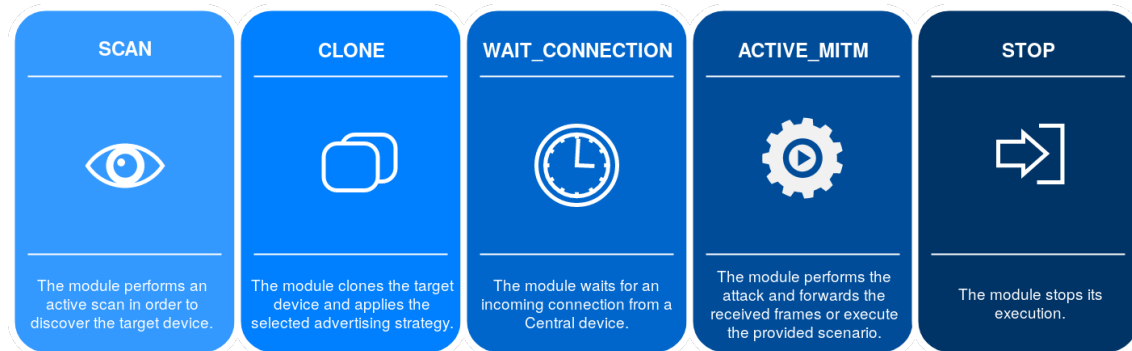 SCAN
The module performs an
active scan in order to
discover the target device.
CLONE
The module clones the target
device and applies the
selected advertising strategy.
WAIT_CONNECTION
The module waits for an
incoming connection from a
Central device.
ACTIVE_MITM
The module performs the
attack and forwards the
received frames or execute
the provided scenario.
STOP
The module stops its
execution.